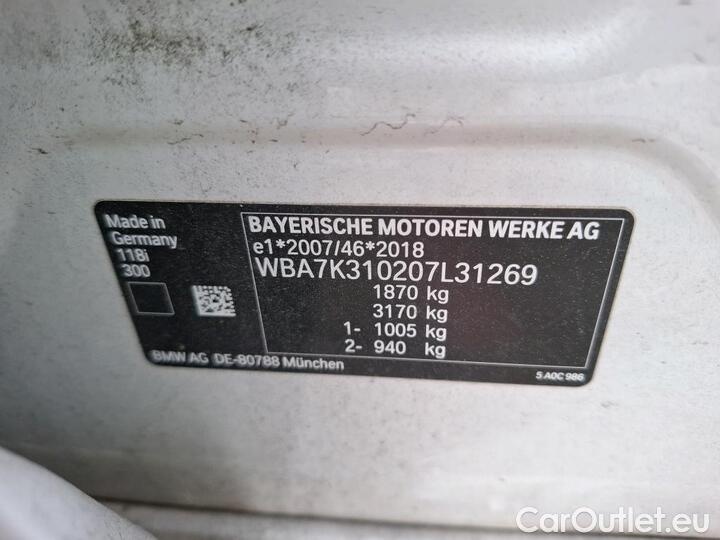 Made in
Germany
118i
300
BAYERISCHE MOTOREN WERKE AG
e1*2007/46*2018
WBA7K310207L31269
1870 kg
3170 kg
1- 1005 kg
2- 940 kg
BMW AG DE-80788 München
5 A0C 986
CarOutlet.eu